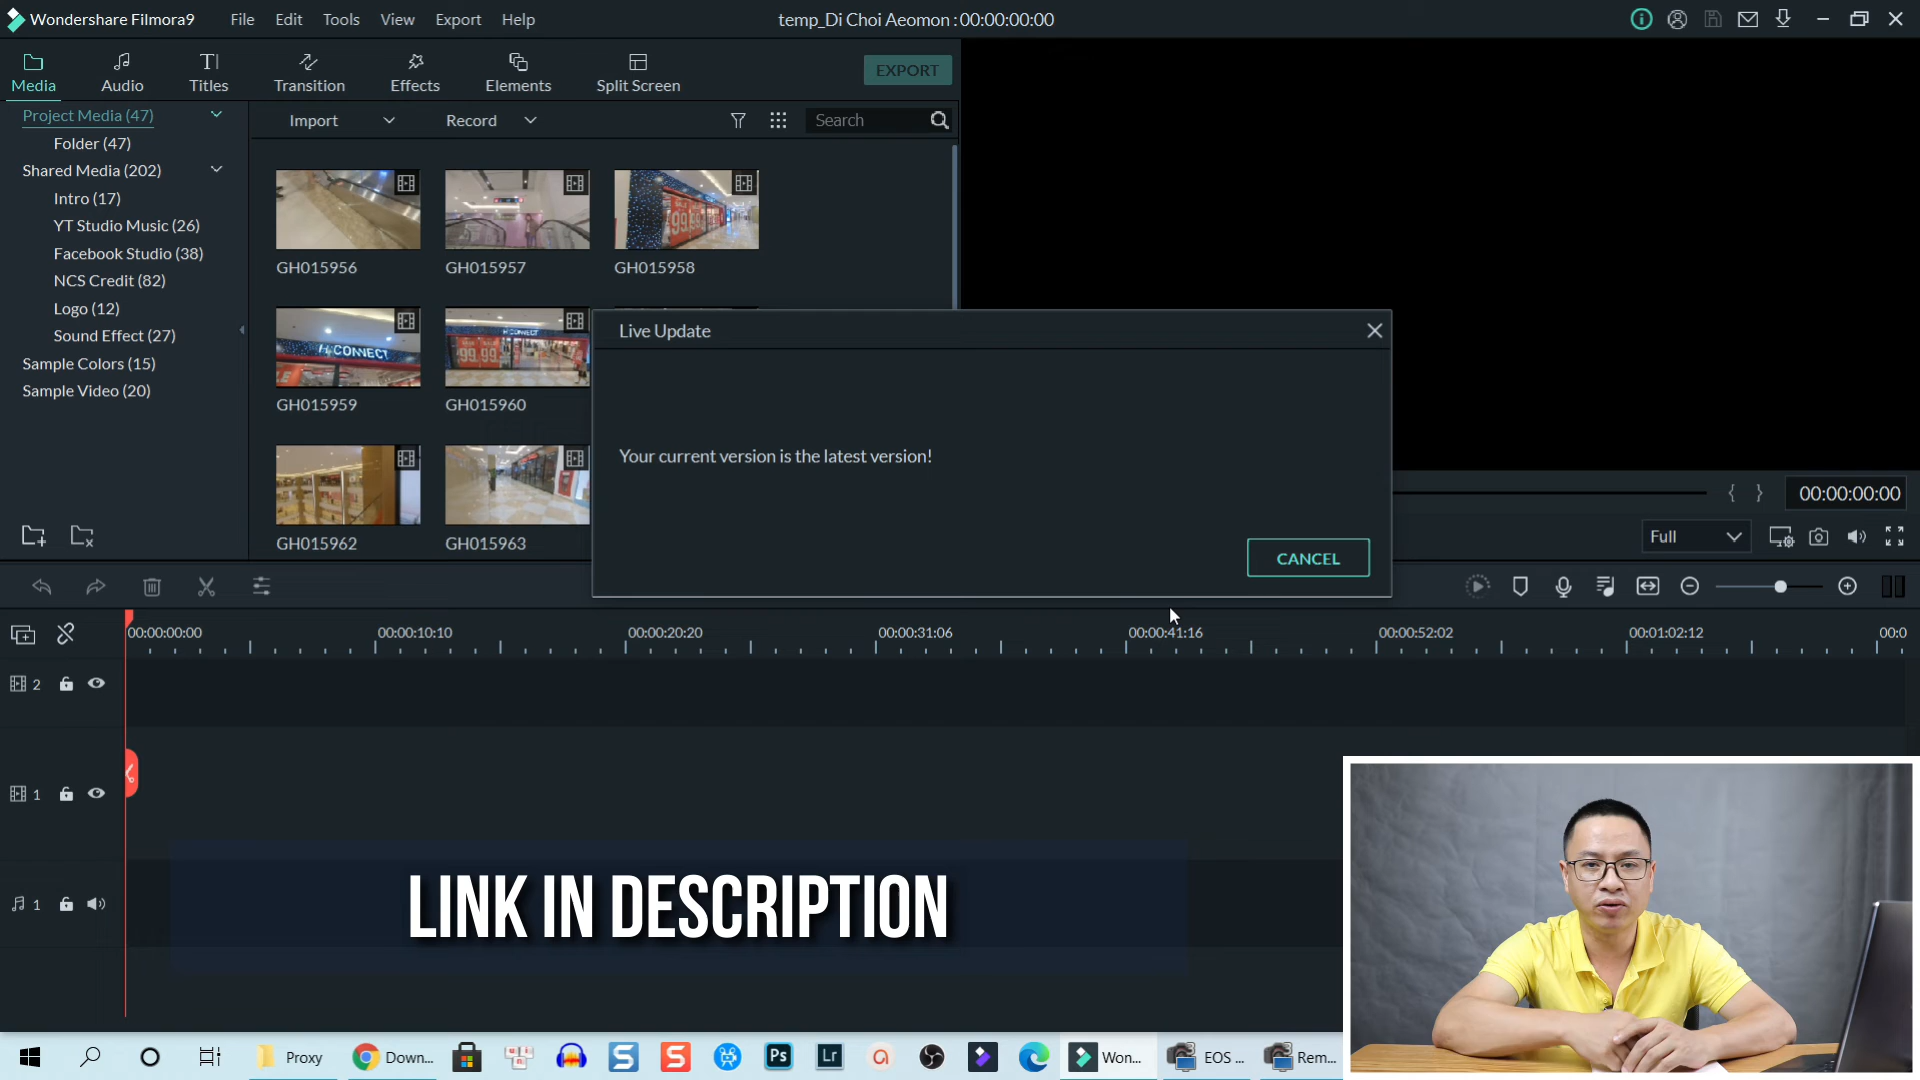 Wondershare Filmora9
File Edit Tools View Export Help
temp_Di Choi Aeomon : 00:00:00:00
Media
Audio
Titles
Transition
Effects
Elements
Split Screen
EXPORT
Project Media (47)
Folder (47)
Shared Media (202)
Intro (17)
YT Studio Music (26)
Facebook Studio (38)
NCS Credit (82)
Logo (12)
Sound Effect (27)
Sample Colors (15)
Sample Video (20)
Import
Record
Search
GH015956
GH015957
GH015958
GH015959
GH015960
GH015962
GH015963
Live Update
Your current version is the latest version!
CANCEL
00:00:00:00
Full
00:00:00:00
00:00:10:10
00:00:20:20
00:00:31:06
00:00:41:16
00:00:52:02
00:01:02:12
00:0
2
1
1
LINK IN DESCRIPTION
Proxy
Down...
Ps
Lr
Won...
EOS ...
Rem...